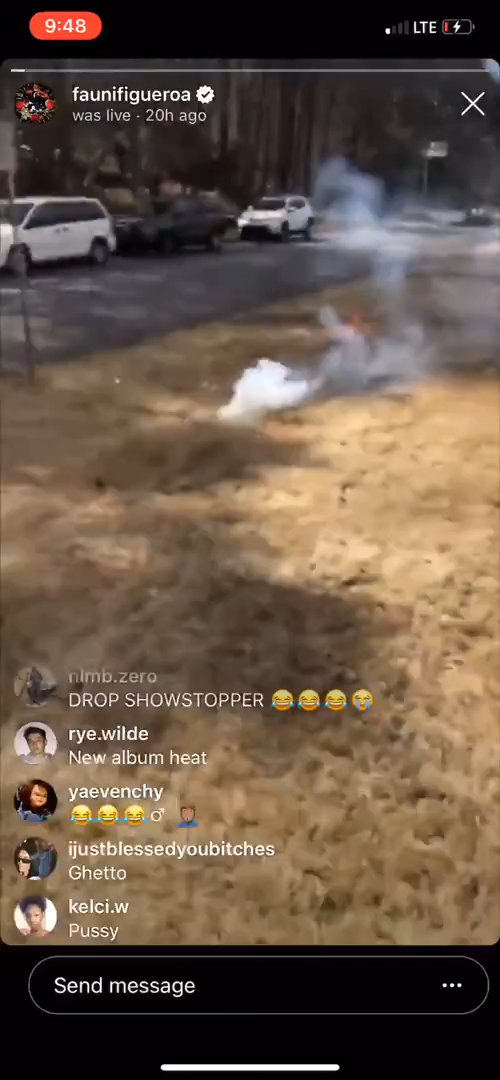 9:48
LTE
faunifigueroa
was live · 20h ago
nlmb.zero
DROP SHOWSTOPPER 😂😂😂😭
rye.wilde
New album heat
yaevenchy
😂😂😂♂ 🤦🏽
ijustblessedyoubitches
Ghetto
kelci.w
Pussy
Send message